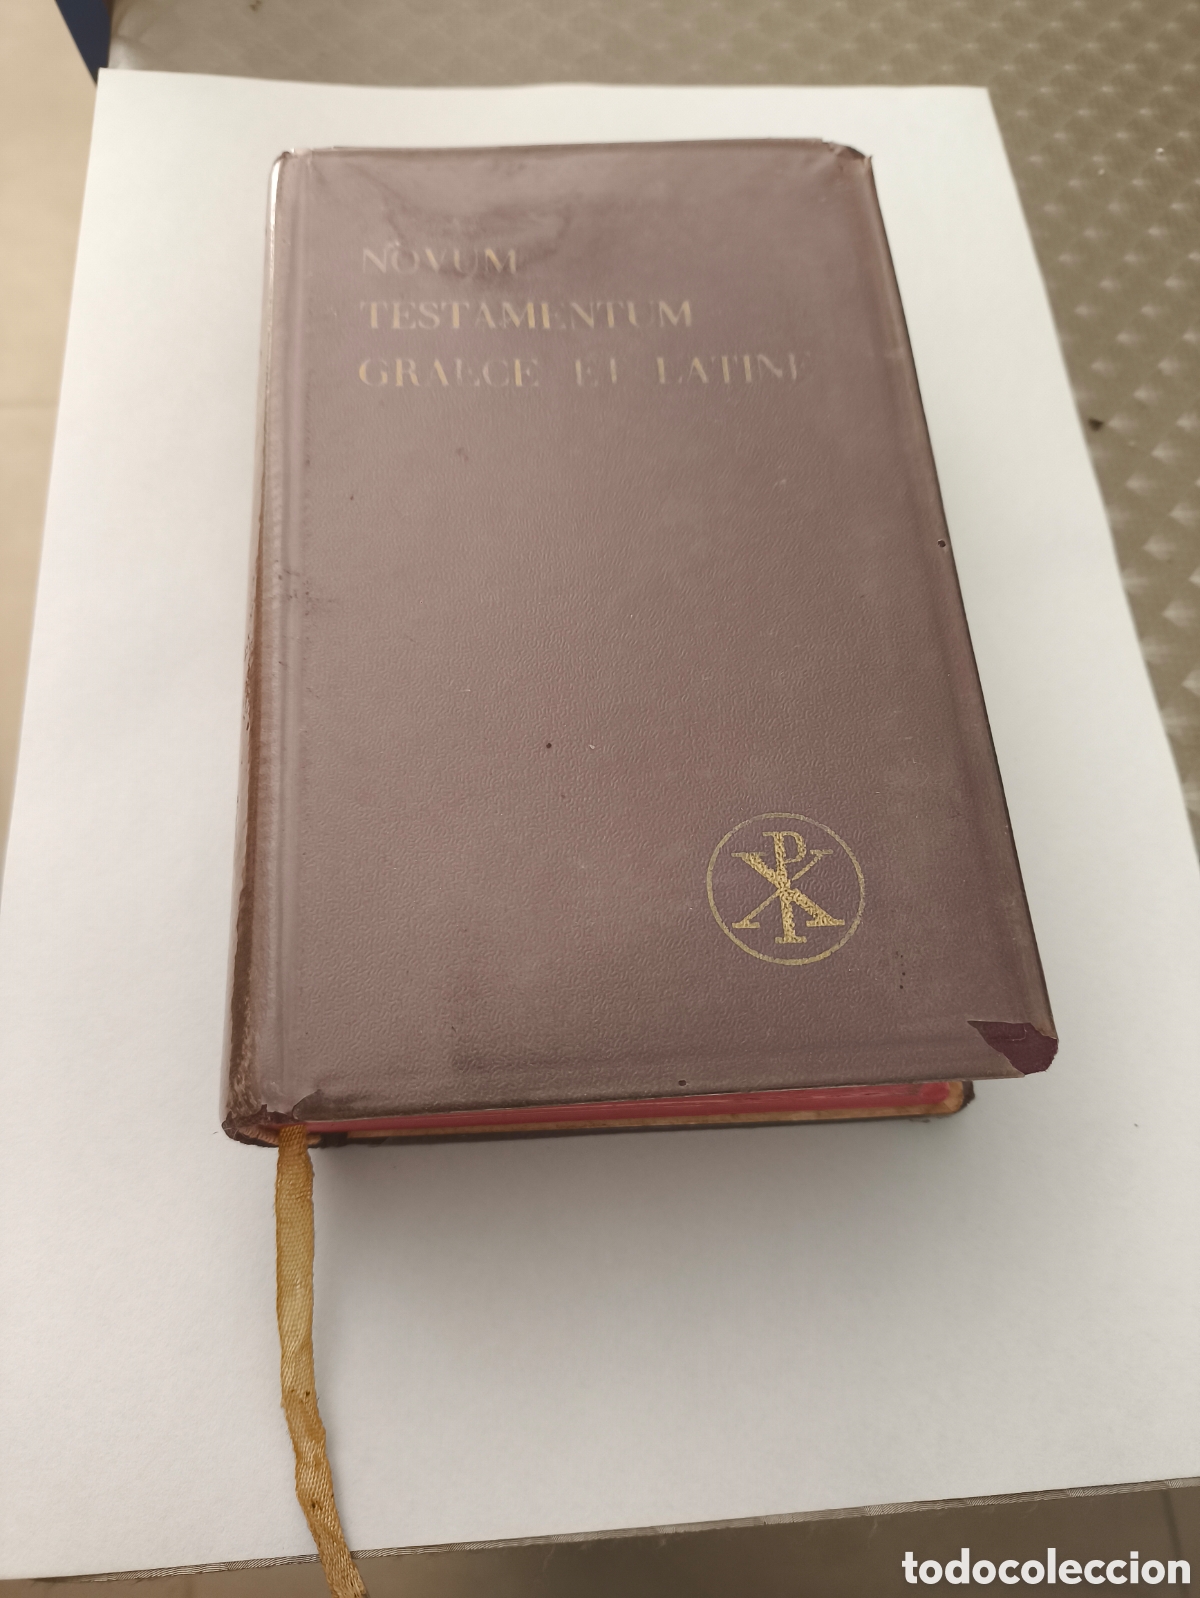 NOVUM
TESTAMENTUM
GRAECE ET LATINE
todocoleccion